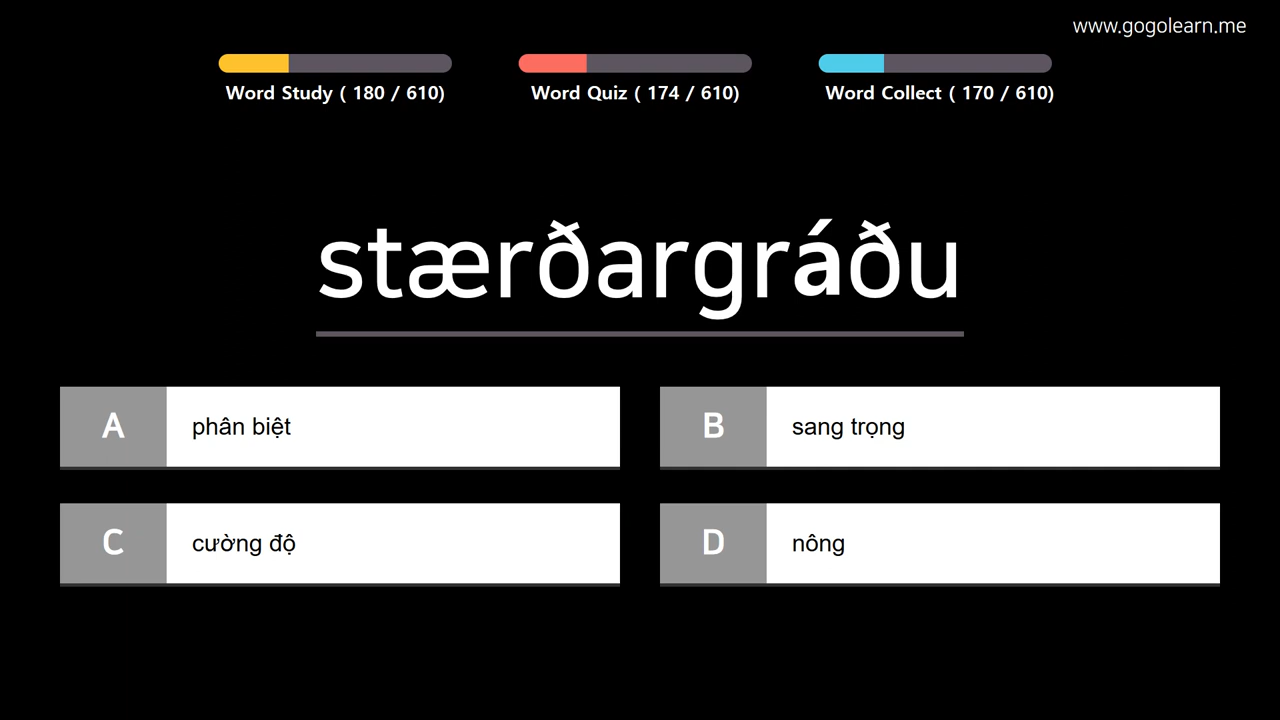 www.gogolearn.me
Word Study ( 180 / 610)
Word Quiz ( 174 / 610)
Word Collect ( 170 / 610)
stærðargráðu
A phân biệt
B sang trọng
C cường độ
D nông